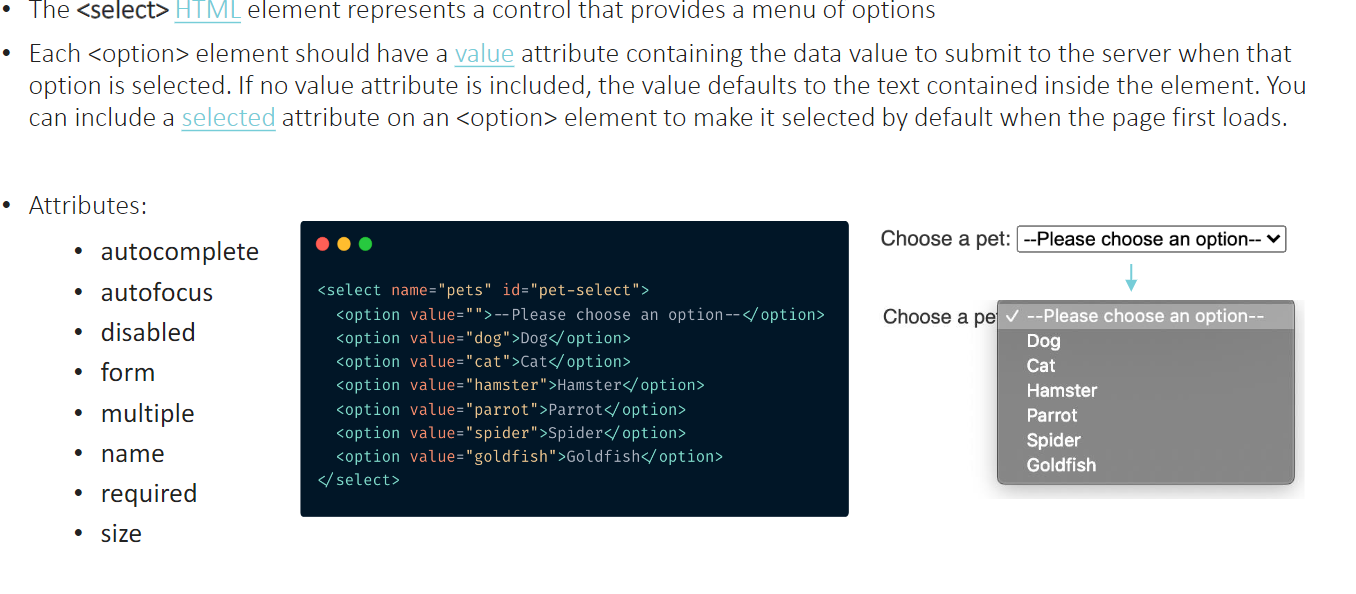 • The <select> HTML element represents a control that provides a menu of options
• Each <option> element should have a value attribute containing the data value to submit to the server when that
option is selected. If no value attribute is included, the value defaults to the text contained inside the element. You
can include a selected attribute on an <option> element to make it selected by default when the page first loads.
• Attributes:
• autocomplete
• autofocus
• disabled
• form
• multiple
• name
• required
• size
<select name="pets" id="pet-select">
<option value="">--Please choose an option--</option>
<option value="dog">Dog</option>
<option value="cat">Cat</option>
<option value="hamster">Hamster</option>
<option value="parrot">Parrot</option>
<option value="spider">Spider</option>
<option value="goldfish">Goldfish</option>
</select>
Choose a pet: --Please choose an option--
Choose a pet ✓ --Please choose an option--
Dog
Cat
Hamster
Parrot
Spider
Goldfish